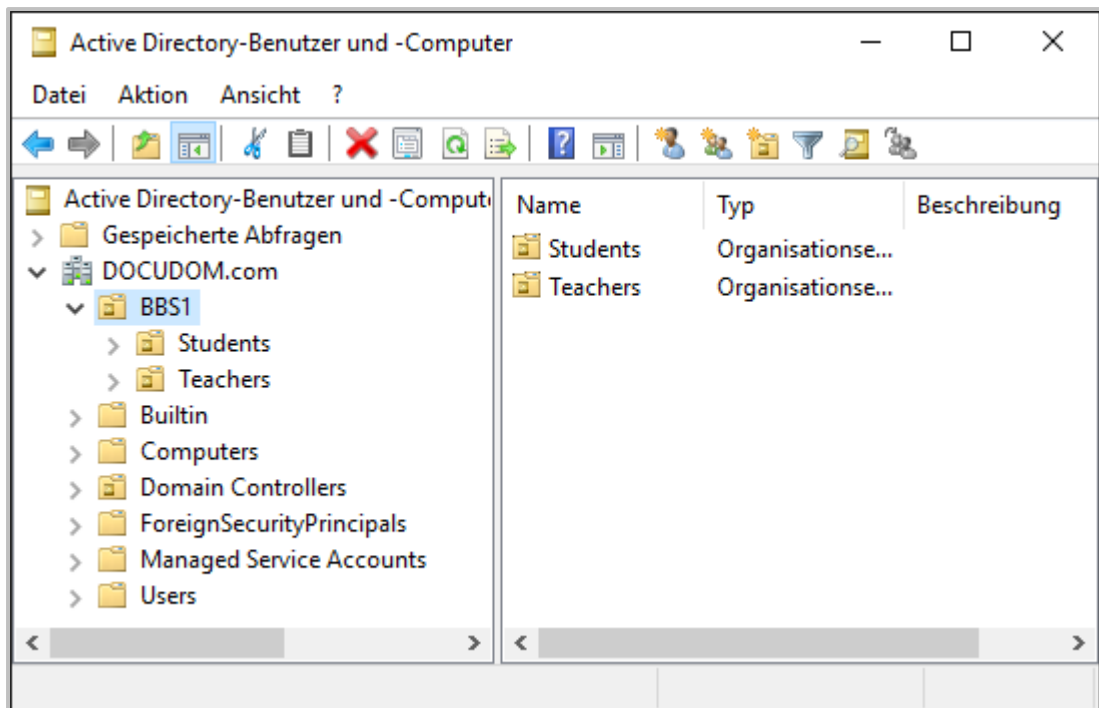 Active Directory-Benutzer und -Computer
Datei Aktion Ansicht ?
Active Directory-Benutzer und -Comput
Gespeicherte Abfragen
DOCUDOM.com
BBS1
Students
Teachers
Builtin
Computers
Domain Controllers
ForeignSecurityPrincipals
Managed Service Accounts
Users
Name Typ Beschreibung
Students Organisationse...
Teachers Organisationse...